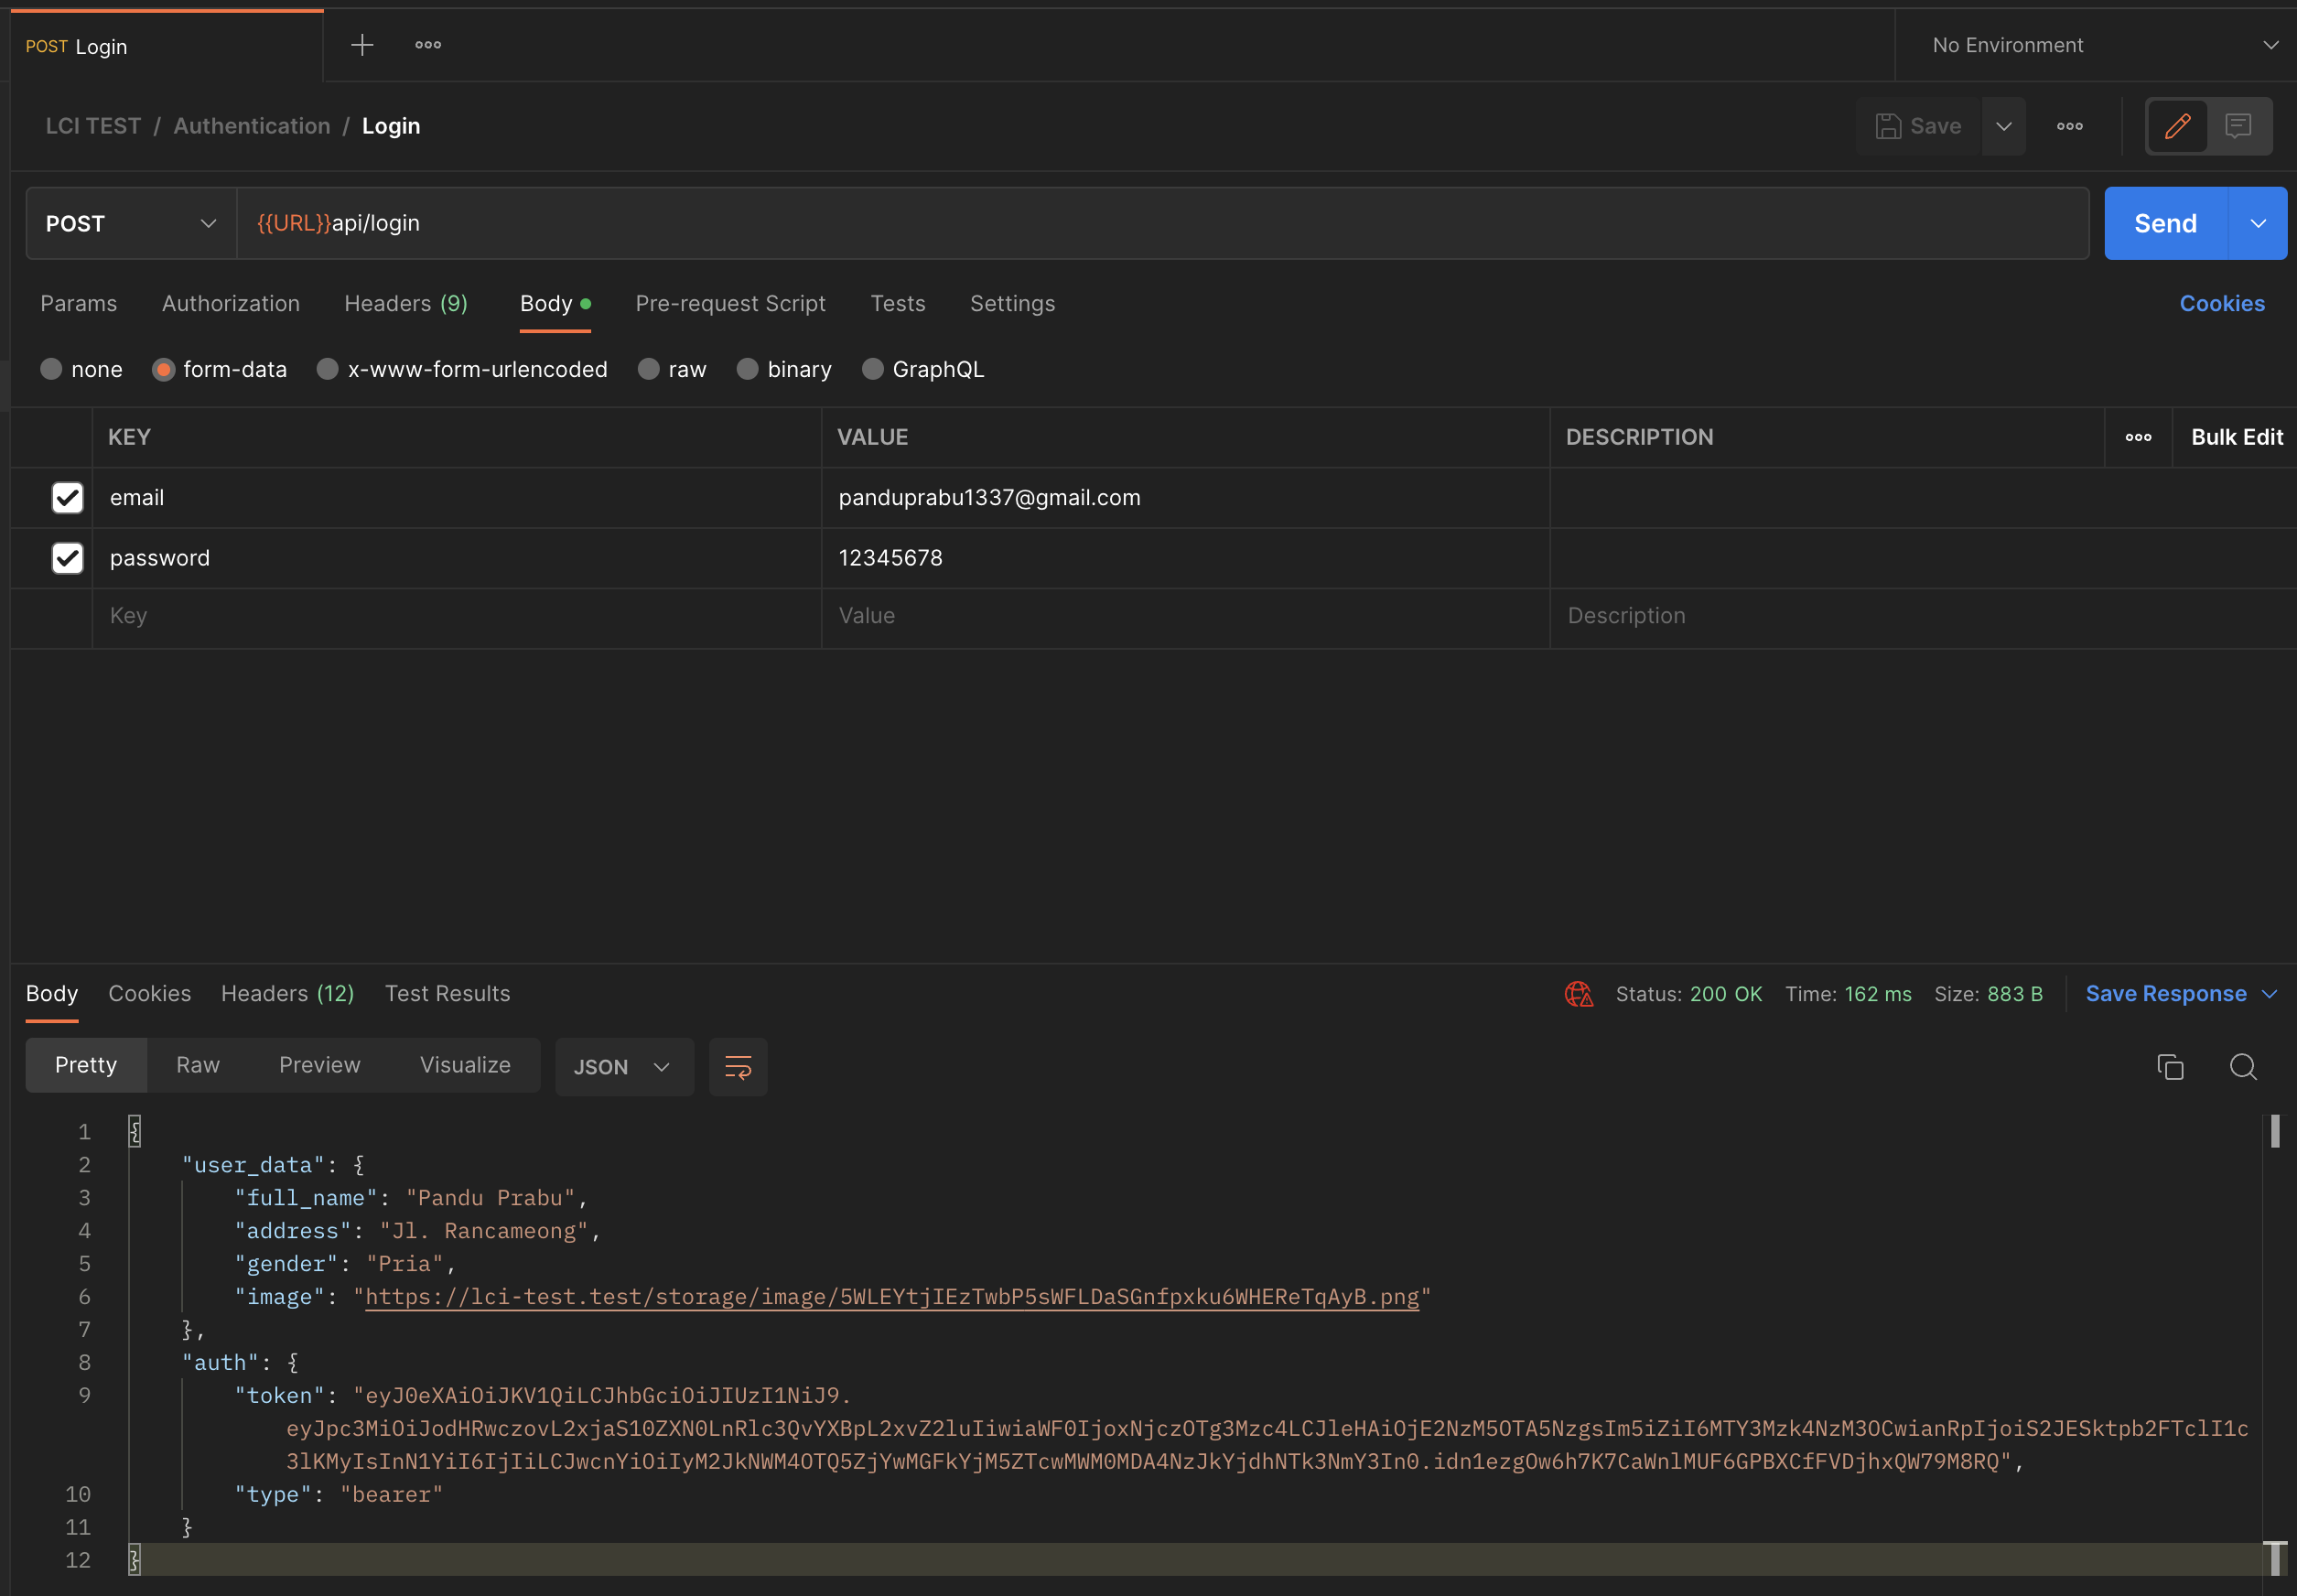 POST Login
No Environment
LCI TEST / Authentication / Login
Save
POST
{{URL}}api/login
Send
Params Authorization Headers (9) Body Pre-request Script Tests Settings Cookies
none form-data x-www-form-urlencoded raw binary GraphQL
KEY VALUE DESCRIPTION Bulk Edit
email panduprabu1337@gmail.com
password 12345678
Key Value Description
Body Cookies Headers (12) Test Results Status: 200 OK Time: 162 ms Size: 883 B Save Response
Pretty Raw Preview Visualize JSON
1 {
2 "user_data": {
3 "full_name": "Pandu Prabu",
4 "address": "Jl. Rancameong",
5 "gender": "Pria",
6 "image": "https://lci-test.test/storage/image/5WLEYtjIEzTwbP5sWFLDaSGnfpxku6WHEReTqAyB.png"
7 },
8 "auth": {
9 "token": "eyJ0eXAiOiJKV1QiLCJhbGciOiJIUzI1NiJ9.
eyJpc3MiOiJodHRwczovL2xjaS10ZXN0LnRlc3QvYXBpL2xvZ2luIiwiaWF0IjoxNjczOTg3Mzc4LCJleHAiOjE2NzM5OTA5NzgsIm5iZiI6MTY3Mzk4NzM3OCwianRpIjoiS2JESktpb2FTclI1c
3lKMyIsInN1YiI6IjIiLCJwcnYiOiIyM2JkNWM4OTQ5ZjYwMGFkYjM5ZTcwMWM0MDA4NzJkYjdhNTk3NmY3In0.idn1ezgOw6h7K7CaWnlMUF6GPBXCfFVDjhxQW79M8RQ",
10 "type": "bearer"
11 }
12 }